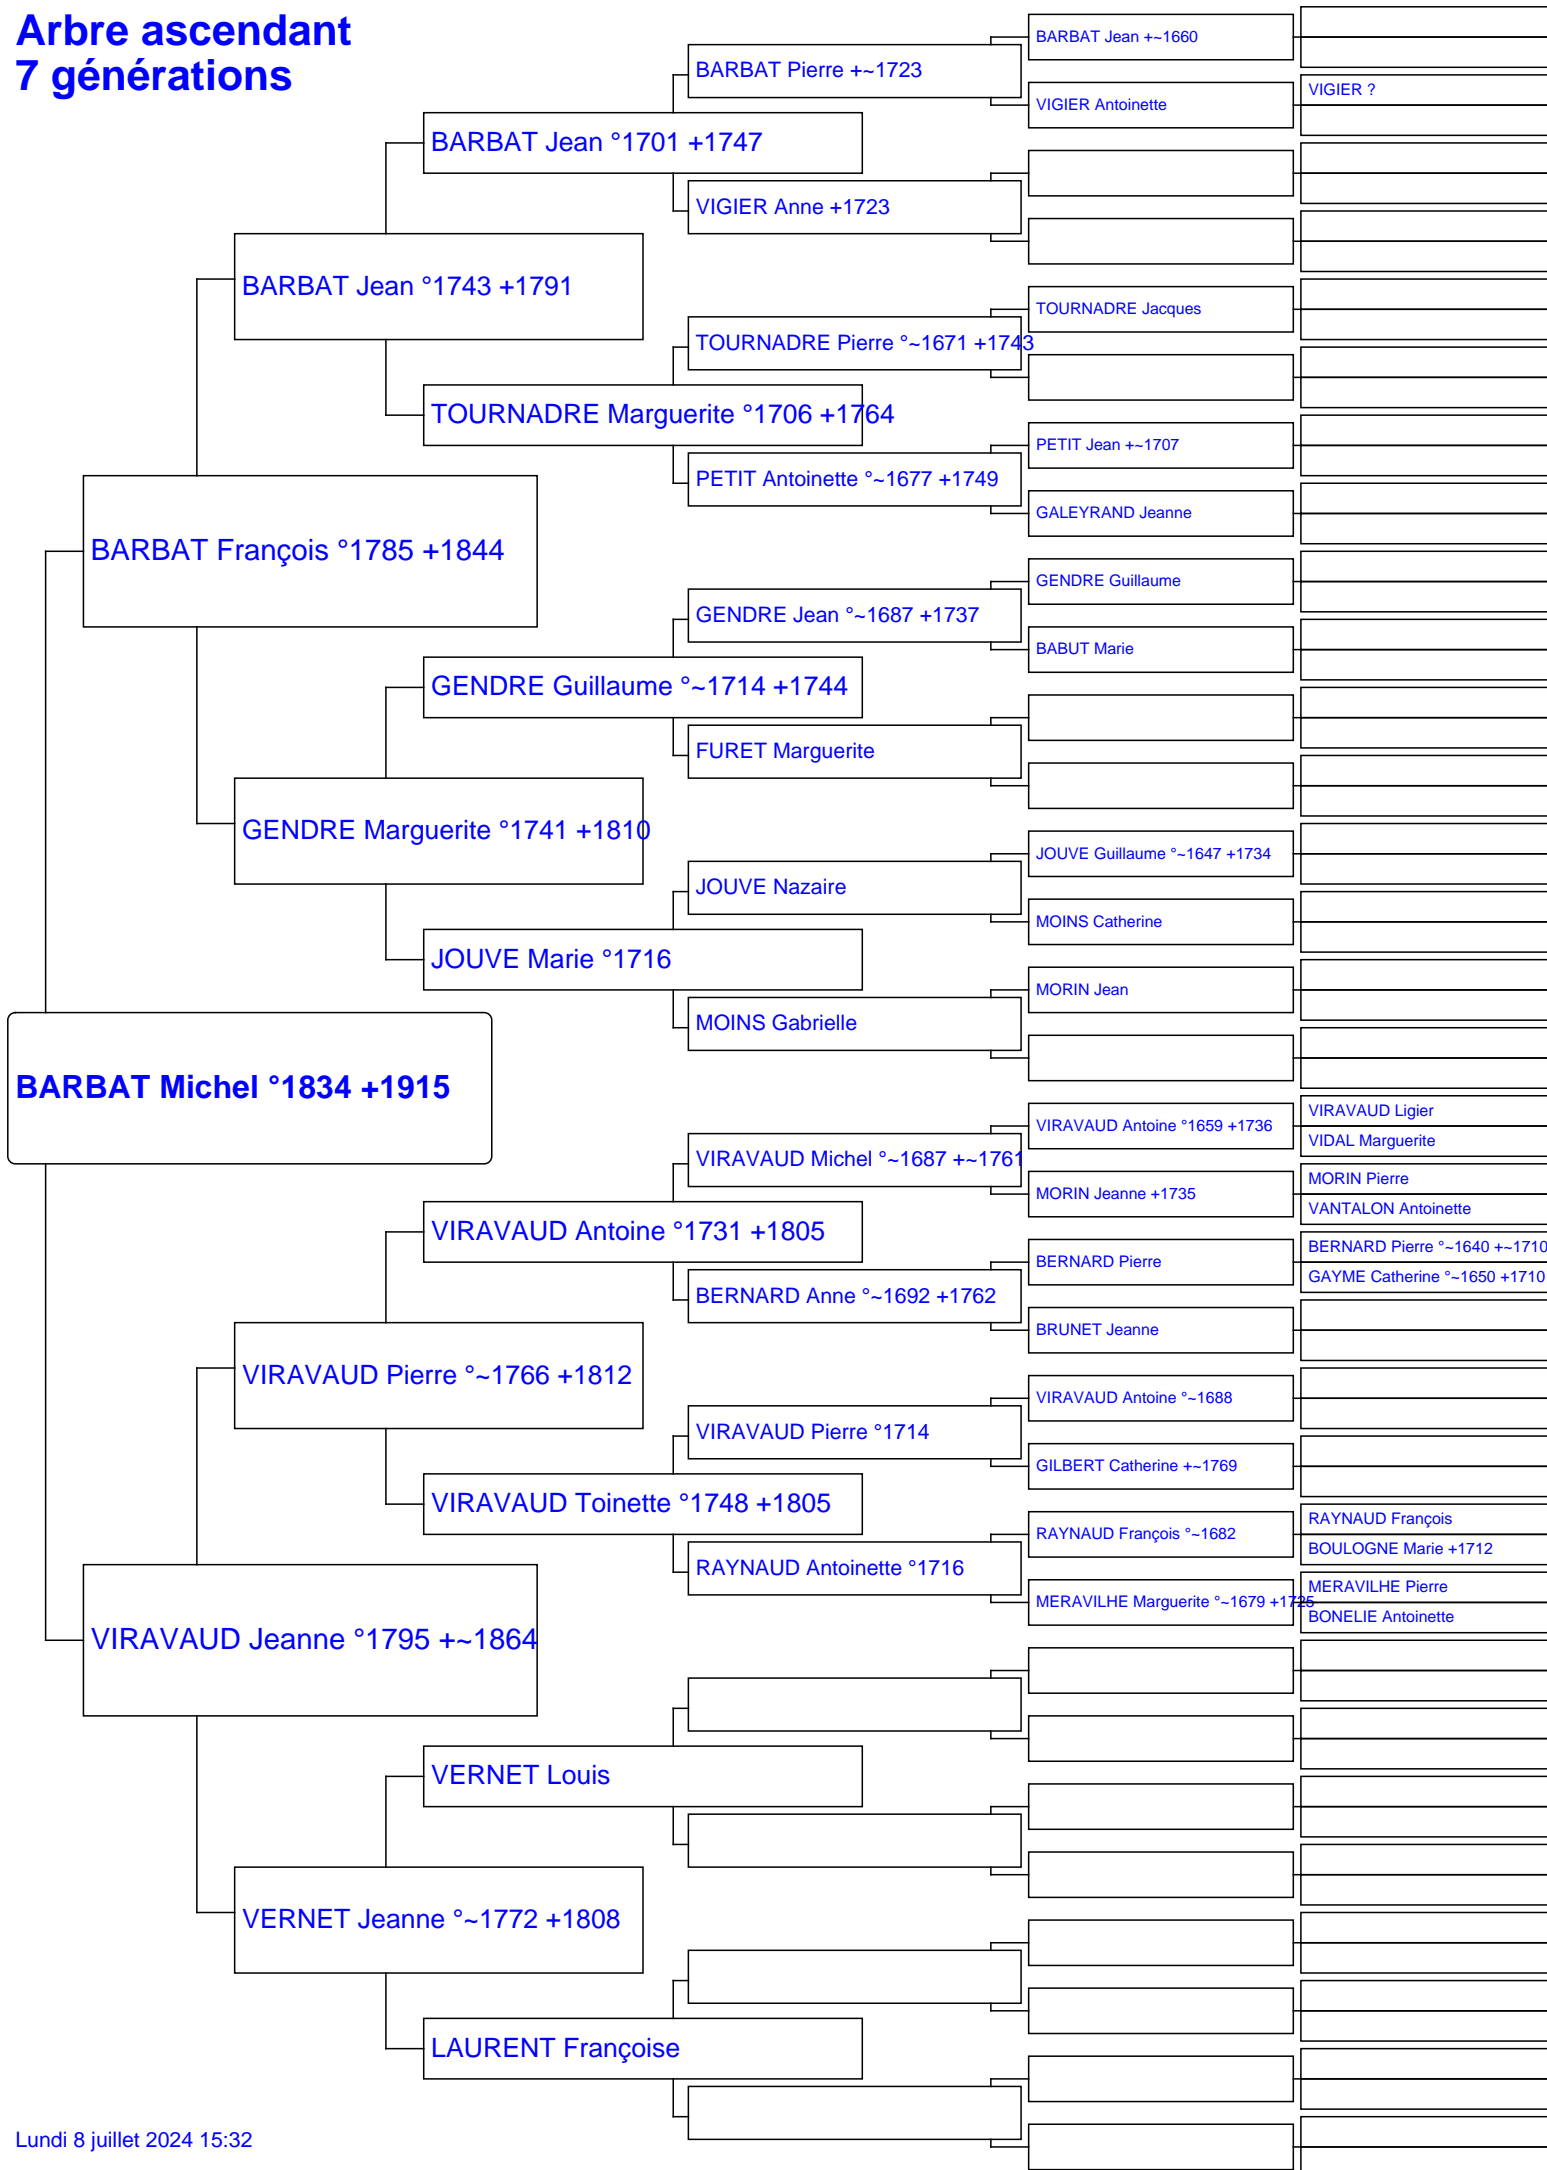 Arbre ascendant
7 générations
BARBAT Michel °1834 +1915
BARBAT François °1785 +1844
VIRAVAUD Jeanne °1795 +~1864
BARBAT Jean °1743 +1791
GENDRE Marguerite °1741 +1810
VIRAVAUD Pierre °~1766 +1812
VERNET Jeanne °~1772 +1808
BARBAT Jean °1701 +1747
TOURNADRE Marguerite °1706 +1764
GENDRE Guillaume °~1714 +1744
JOUVE Marie °1716
VIRAVAUD Antoine °1731 +1805
VIRAVAUD Toinette °1748 +1805
VERNET Louis
LAURENT Françoise
BARBAT Pierre +~1723
VIGIER Anne +1723
TOURNADRE Pierre °~1671 +1743
PETIT Antoinette °~1677 +1749
GENDRE Jean °~1687 +1737
FURET Marguerite
JOUVE Nazaire
MOINS Gabrielle
VIRAVAUD Michel °~1687 +~1761
BERNARD Anne °~1692 +1762
VIRAVAUD Pierre °1714
RAYNAUD Antoinette °1716
BARBAT Jean +~1660
VIGIER Antoinette
TOURNADRE Jacques
PETIT Jean +~1707
GALEYRAND Jeanne
GENDRE Guillaume
BABUT Marie
JOUVE Guillaume °~1647 +1734
MOINS Catherine
MORIN Jean
VIRAVAUD Antoine °1659 +1736
MORIN Jeanne +1735
BERNARD Pierre
BRUNET Jeanne
VIRAVAUD Antoine °~1688
GILBERT Catherine +~1769
RAYNAUD François °~1682
MERAVILHE Marguerite °~1679 +1725
VIGIER ?
VIRAVAUD Ligier
VIDAL Marguerite
MORIN Pierre
VANTALON Antoinette
BERNARD Pierre °~1640 +~1710
GAYME Catherine °~1650 +1710
RAYNAUD François
BOULOGNE Marie +1712
MERAVILHE Pierre
BONELIE Antoinette
Lundi 8 juillet 2024 15:32